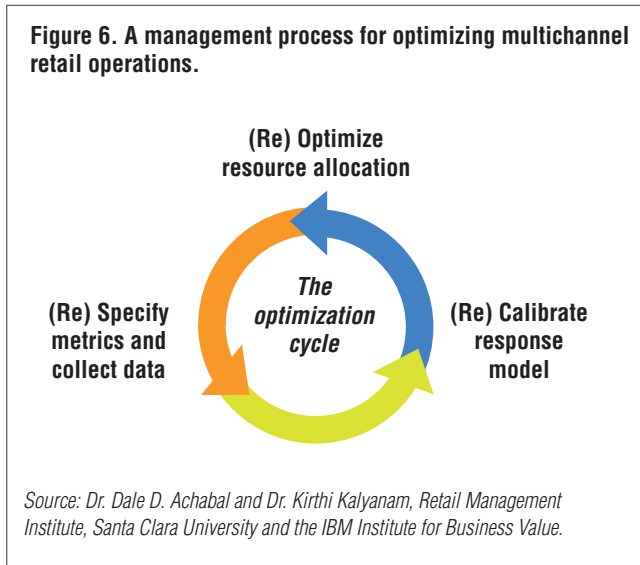 Figure 6. A management process for optimizing multichannel
retail operations.
(Re) Optimize
resource allocation
(Re) Specify
metrics and
collect data
The
optimization
cycle
(Re) Calibrate
response
model
Source: Dr. Dale D. Achabal and Dr. Kirthi Kalyanam, Retail Management
Institute, Santa Clara University and the IBM Institute for Business Value.